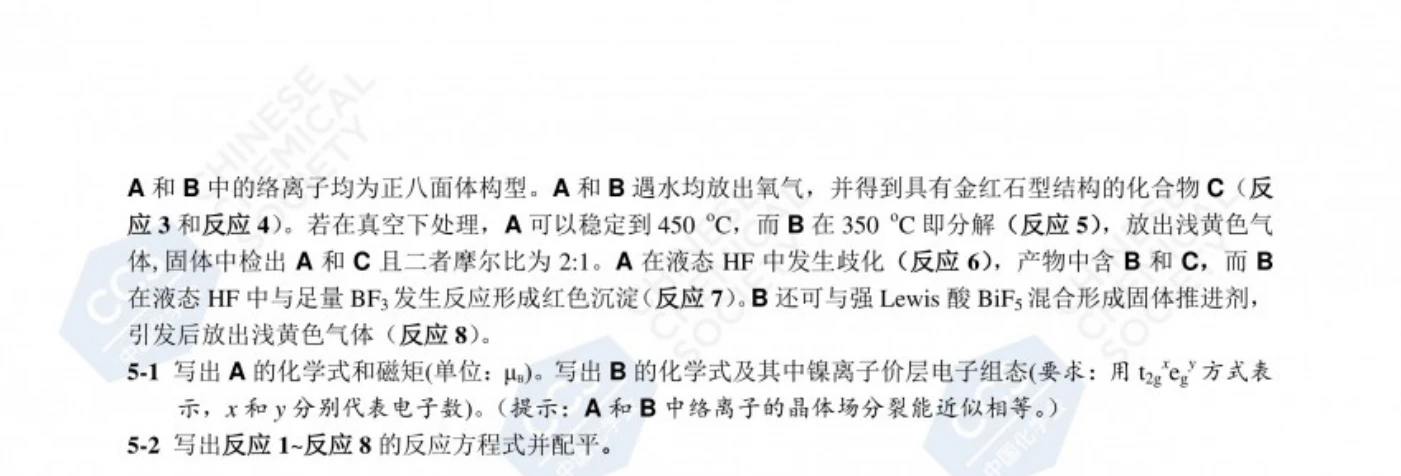 A 和 B 中的络离子均为正八面体构型。A 和 B 遇水均放出氧气，并得到具有金红石型结构的化合物 C（反
应 3 和反应 4）。若在真空下处理，A 可以稳定到 450 ℃，而 B 在 350 ℃ 即分解（反应 5），放出浅黄色气
体, 固体中检出 A 和 C 且二者摩尔比为 2:1。A 在液态 HF 中发生歧化（反应 6），产物中含 B 和 C，而 B
在液态 HF 中与足量 BF₃ 发生反应形成红色沉淀（反应 7）。B 还可与强 Lewis 酸 BiF₅ 混合形成固体推进剂，
引发后放出浅黄色气体（反应 8）。
5-1 写出 A 的化学式和磁矩(单位：μB)。写出 B 的化学式及其中镍离子价层电子组态(要求：用 t₂gˣegʸ 方式表
示，x 和 y 分别代表电子数)。（提示：A 和 B 中络离子的晶体场分裂能近似相等。）
5-2 写出反应 1~反应 8 的反应方程式并配平。
CHINESE
CHEMICAL
SOCIETY